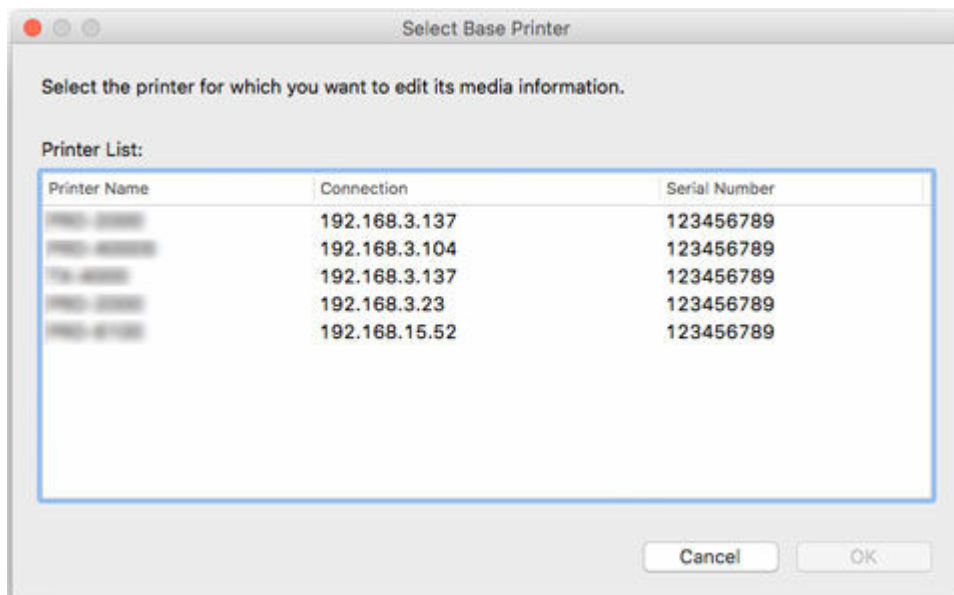 Select Base Printer
Select the printer for which you want to edit its media information.
Printer List:
Printer Name Connection Serial Number
192.168.3.137 123456789
192.168.3.104 123456789
192.168.3.137 123456789
192.168.3.23 123456789
192.168.15.52 123456789
Cancel OK